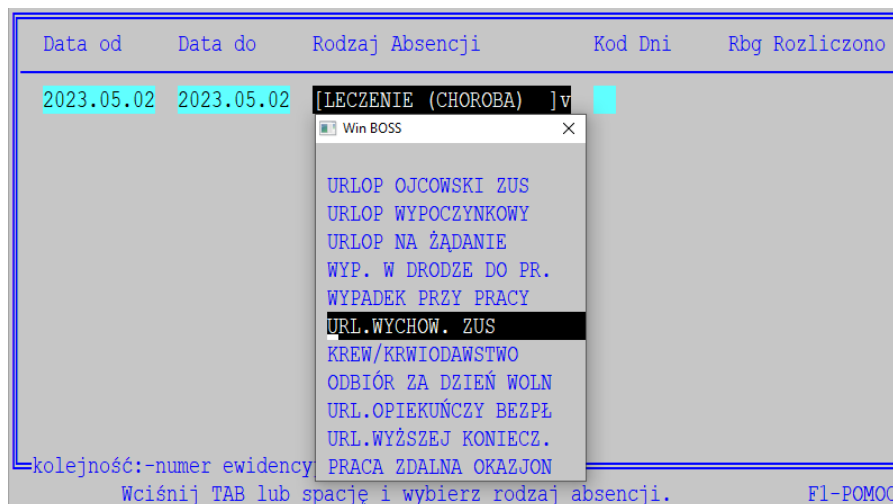 Data od Data do Rodzaj Absencji Kod Dni Rbg Rozliczono
2023.05.02 2023.05.02 [LECZENIE (CHOROBA) ]v
Win BOSS
URLOP OJCOWSKI ZUS
URLOP WYPOCZYNKOWY
URLOP NA ŻĄDANIE
WYP. W DRODZE DO PR.
WYPADEK PRZY PRACY
URL.WYCHOW. ZUS
KREW/KRWIODAWSTWO
ODBIÓR ZA DZIEŃ WOLN
URL.OPIEKUŃCZY BEZPŁ
URL.WYŻSZEJ KONIECZ.
PRACA ZDALNA OKAZJON
kolejność:-numer ewidency
Wciśnij TAB lub spację i wybierz rodzaj absencji. F1-POMOC